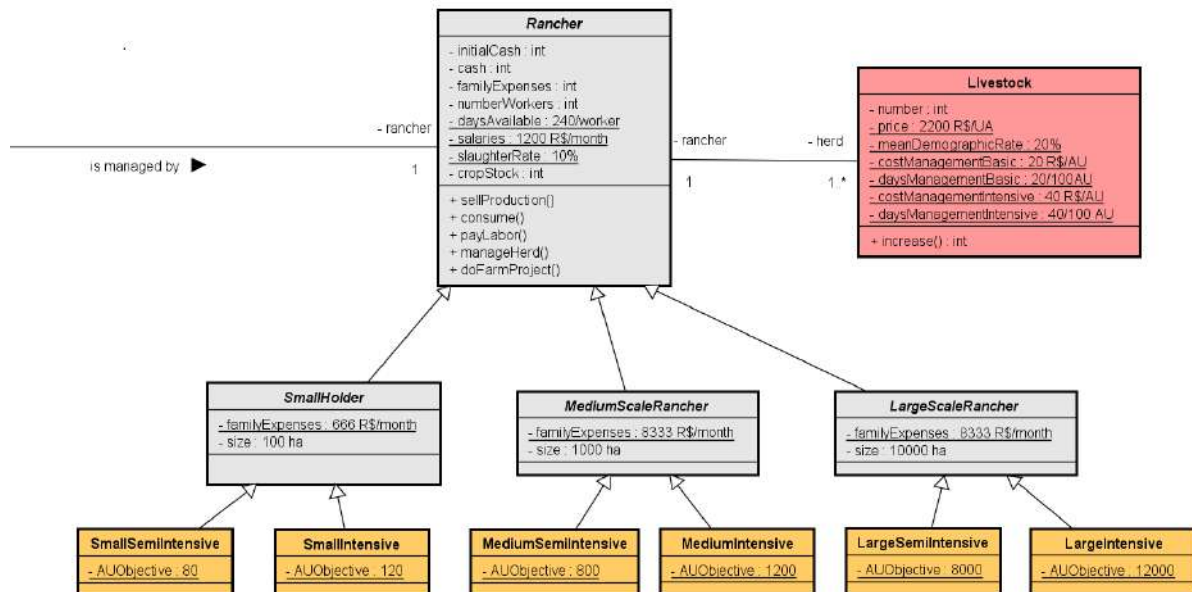 Rancher
- initialCash : int
- cash : int
- familyExpenses : int
- numberWorkers : int
- daysAvailable : 240/worker
- salaries : 1200 R$/month
- slaughterRate : 10%
- cropStock : int
+ sellProduction()
+ consume()
+ payLabor()
+ manageHerd()
+ doFarmProject()
- rancher
is managed by ▶
1
- rancher
- herd
1
1..*
Livestock
- number : int
- price : 2200 R$/UA
- meanDemographicRate : 20%
- costManagementBasic : 20 R$/AU
- daysManagementBasic : 20/100AU
- costManagementIntensive : 40 R$/AU
- daysManagementIntensive : 40/100 AU
+ increase() : int
SmallHolder
- familyExpenses : 666 R$/month
- size : 100 ha
MediumScaleRancher
- familyExpenses : 8333 R$/month
- size : 1000 ha
LargeScaleRancher
- familyExpenses : 8333 R$/month
- size : 10000 ha
SmallSemiIntensive
- AUObjective : 80
SmallIntensive
- AUObjective : 120
MediumSemiIntensive
- AUObjective : 800
MediumIntensive
- AUObjective : 1200
LargeSemiIntensive
- AUObjective : 8000
LargeIntensive
- AUObjective : 12000